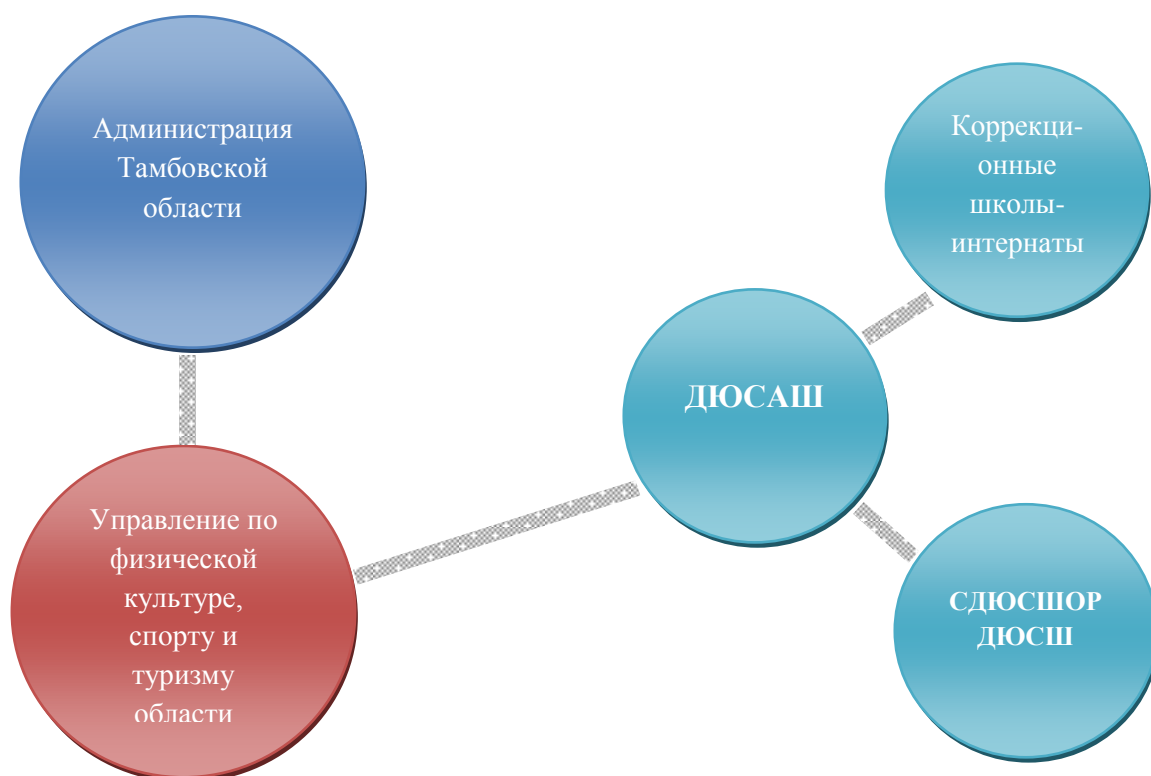 Администрация
Тамбовской
области
Коррекци-
онные
школы-
интернаты
ДЮСАШ
Управление по
физической
культуре,
спорту и
туризму
области
СДЮСШОР
ДЮСШ